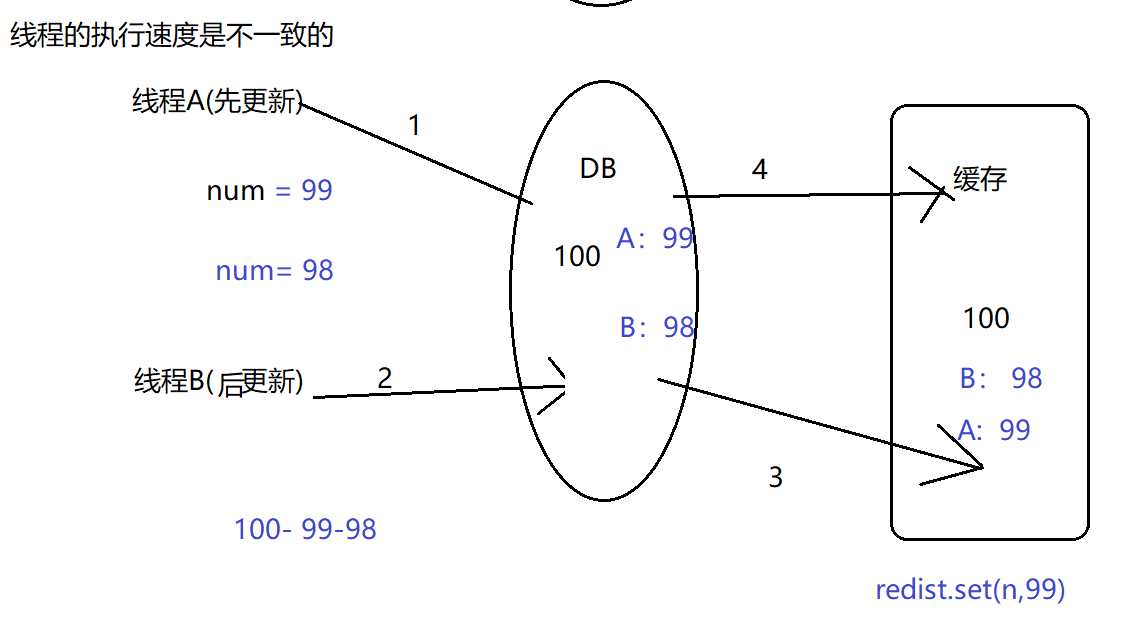 线程的执行速度是不一致的
线程A(先更新)
1
DB
4
缓存
num = 99
A：99
100
num= 98
100
B：98
线程B(后更新)
2
B： 98
A: 99
3
100- 99-98
redist.set(n,99)